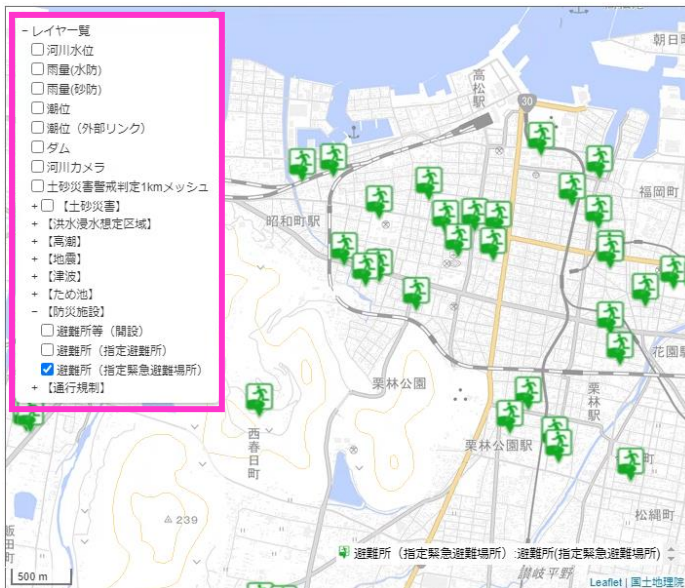 − レイヤ一覧
河川水位
雨量(水防)
雨量(砂防)
潮位
潮位（外部リンク）
ダム
河川カメラ
土砂災害警戒判定1kmメッシュ
+ 【土砂災害】
+ 【洪水浸水想定区域】
+ 【高潮】
+ 【地震】
+ 【津波】
+ 【ため池】
− 【防災施設】
避難所等（開設）
避難所（指定避難所）
避難所（指定緊急避難場所）
+ 【通行規制】
朝日町
高松駅
30
福岡町
昭和町駅
花園駅
栗林公園
栗林駅
西春日町
栗林公園駅
松縄町
239
飯田町
避難所（指定緊急避難場所）:避難所(指定緊急避難場所)
讃岐平野
500 m
Leaflet | 国土地理院